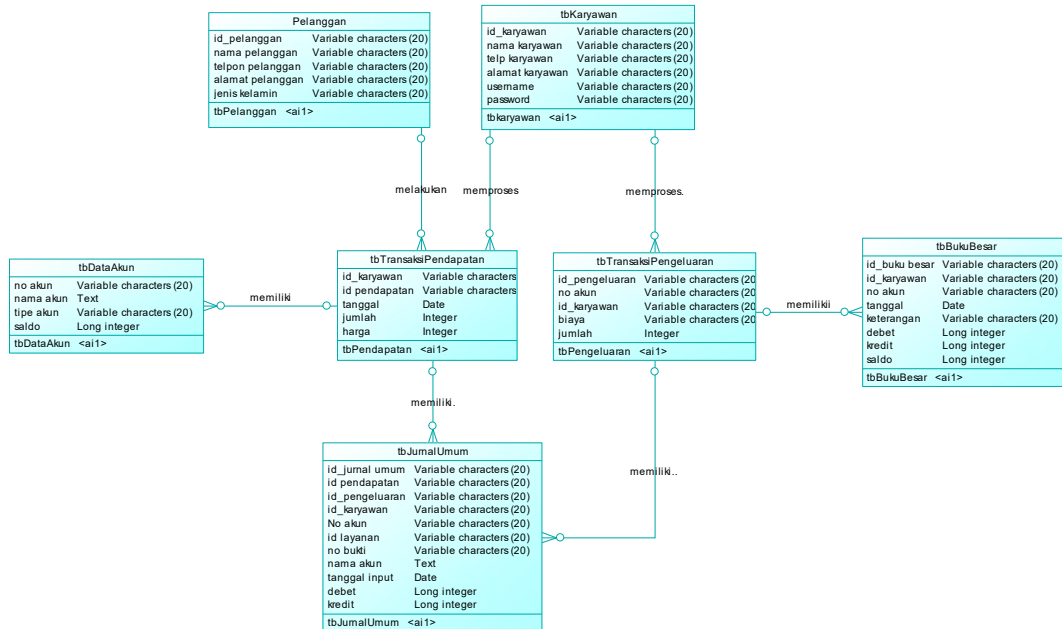 Pelanggan
id_pelanggan Variable characters (20)
nama pelanggan Variable characters (20)
telpon pelanggan Variable characters (20)
alamat pelanggan Variable characters (20)
jenis kelamin Variable characters (20)
tbPelanggan <ai1>
tbKaryawan
id_karyawan Variable characters (20)
nama karyawan Variable characters (20)
telp karyawan Variable characters (20)
alamat karyawan Variable characters (20)
username Variable characters (20)
password Variable characters (20)
tbkaryawan <ai1>
melakukan
memproses
memproses.
tbDataAkun
no akun Variable characters (20)
nama akun Text
tipe akun Variable characters (20)
saldo Long integer
tbDataAkun <ai1>
memiliki
tbTransaksiPendapatan
id_karyawan Variable characters
id pendapatan Variable characters
tanggal Date
jumlah Integer
harga Integer
tbPendapatan <ai1>
tbTransaksiPengeluaran
id_pengeluaran Variable characters (20
no akun Variable characters (20
id_karyawan Variable characters (20
biaya Variable characters (20
jumlah Integer
tbPengeluaran <ai1>
memilikii
tbBukuBesar
id_buku besar Variable characters (20)
id_karyawan Variable characters (20)
no akun Variable characters (20)
tanggal Date
keterangan Variable characters (20)
debet Long integer
kredit Long integer
saldo Long integer
tbBukuBesar <ai1>
memiliki.
memiliki..
tbJurnalUmum
id_jurnal umum Variable characters (20)
id pendapatan Variable characters (20)
id_pengeluaran Variable characters (20)
id_karyawan Variable characters (20)
No akun Variable characters (20)
id layanan Variable characters (20)
no bukti Variable characters (20)
nama akun Text
tanggal input Date
debet Long integer
kredit Long integer
tbJurnalUmum <ai1>